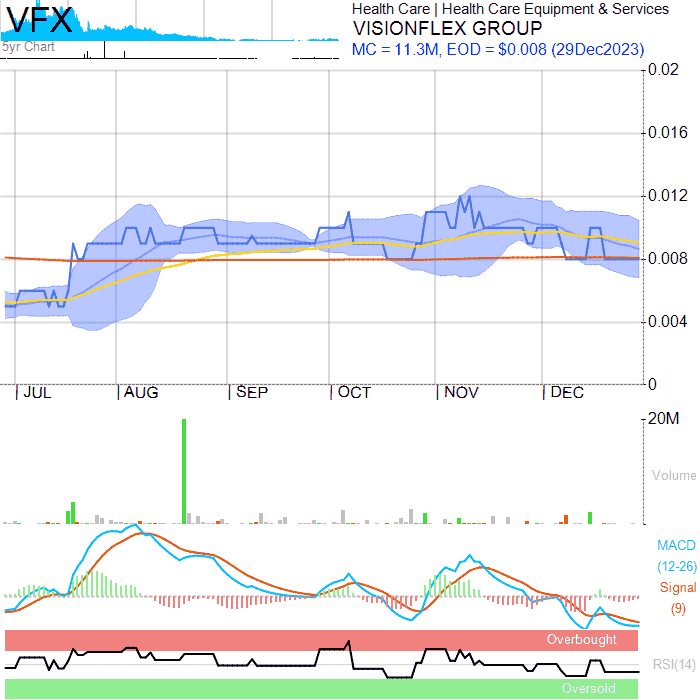 VFX
5yr Chart
Health Care | Health Care Equipment & Services
VISIONFLEX GROUP
MC = 11.3M, EOD = $0.008 (29Dec2023)
0.02
0.016
0.012
0.008
0.004
0
JUL AUG SEP OCT NOV DEC
20M
Volume
MACD
(12-26)
Signal
(9)
Overbought
RSI(14)
Oversold